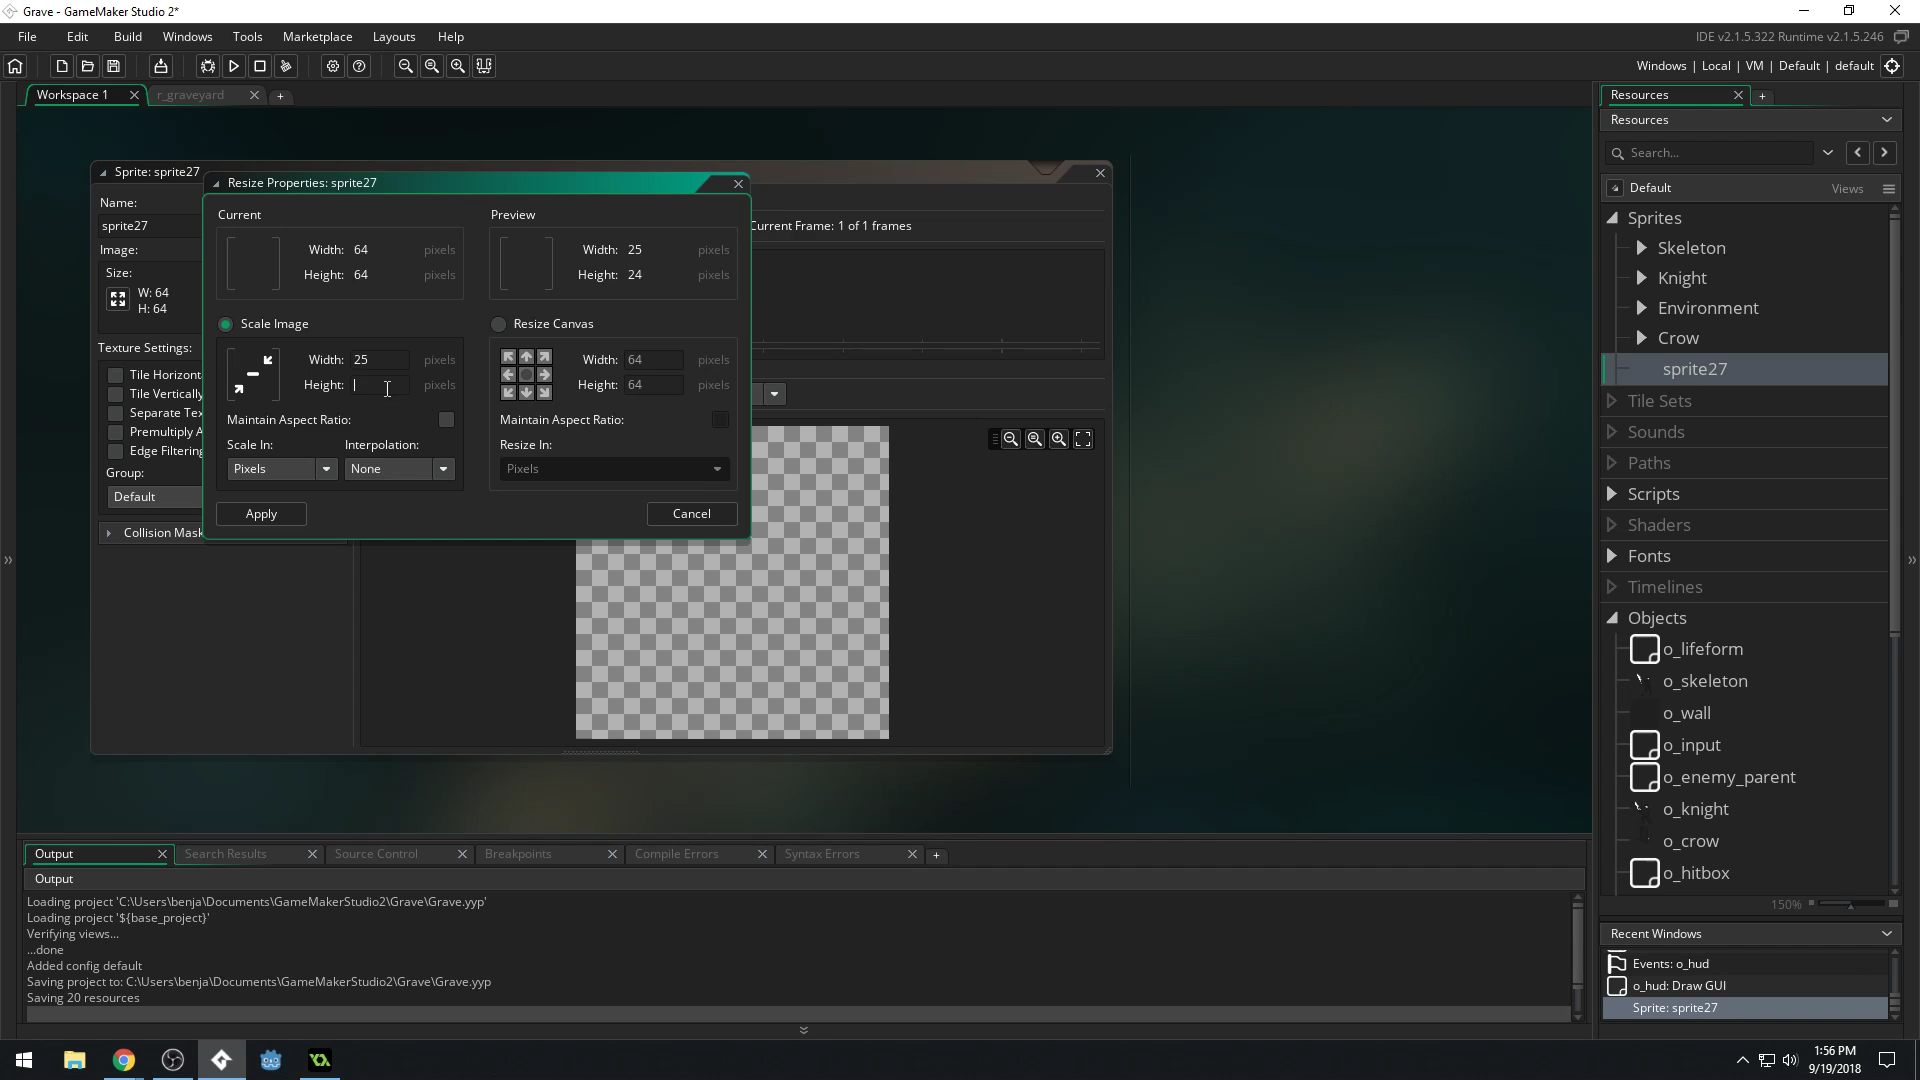 Grave - GameMaker Studio 2*
File Edit Build Windows Tools Marketplace Layouts Help
IDE v2.1.5.322 Runtime v2.1.5.246
Windows | Local | VM | Default | default
Workspace 1
r_graveyard
+
Sprite: sprite27
Name:
sprite27
Image:
Size:
W: 64
H: 64
Texture Settings:
Tile Horizont
Tile Vertically
Separate Text
Premultiply A
Edge Filtering
Group:
Default
Collision Mask
Resize Properties: sprite27
Current
Width: 64 pixels
Height: 64 pixels
Preview
Width: 25 pixels
Height: 24 pixels
Scale Image
Width: 25 pixels
Height: pixels
Maintain Aspect Ratio:
Scale In: Interpolation:
Pixels None
Resize Canvas
Width: 64 pixels
Height: 64 pixels
Maintain Aspect Ratio:
Resize In:
Pixels
Apply
Cancel
Current Frame: 1 of 1 frames
Resources
+
Resources
Search...
Default
Views
Sprites
Skeleton
Knight
Environment
Crow
sprite27
Tile Sets
Sounds
Paths
Scripts
Shaders
Fonts
Timelines
Objects
o_lifeform
o_skeleton
o_wall
o_input
o_enemy_parent
o_knight
o_crow
o_hitbox
150%
Recent Windows
Events: o_hud
o_hud: Draw GUI
Sprite: sprite27
Output
Search Results
Source Control
Breakpoints
Compile Errors
Syntax Errors
+
Output
Loading project 'C:\Users\benja\Documents\GameMakerStudio2\Grave\Grave.yyp'
Loading project '${base_project}'
Verifying views...
...done
Added config default
Saving project to: C:\Users\benja\Documents\GameMakerStudio2\Grave\Grave.yyp
Saving 20 resources
1:56 PM
9/19/2018